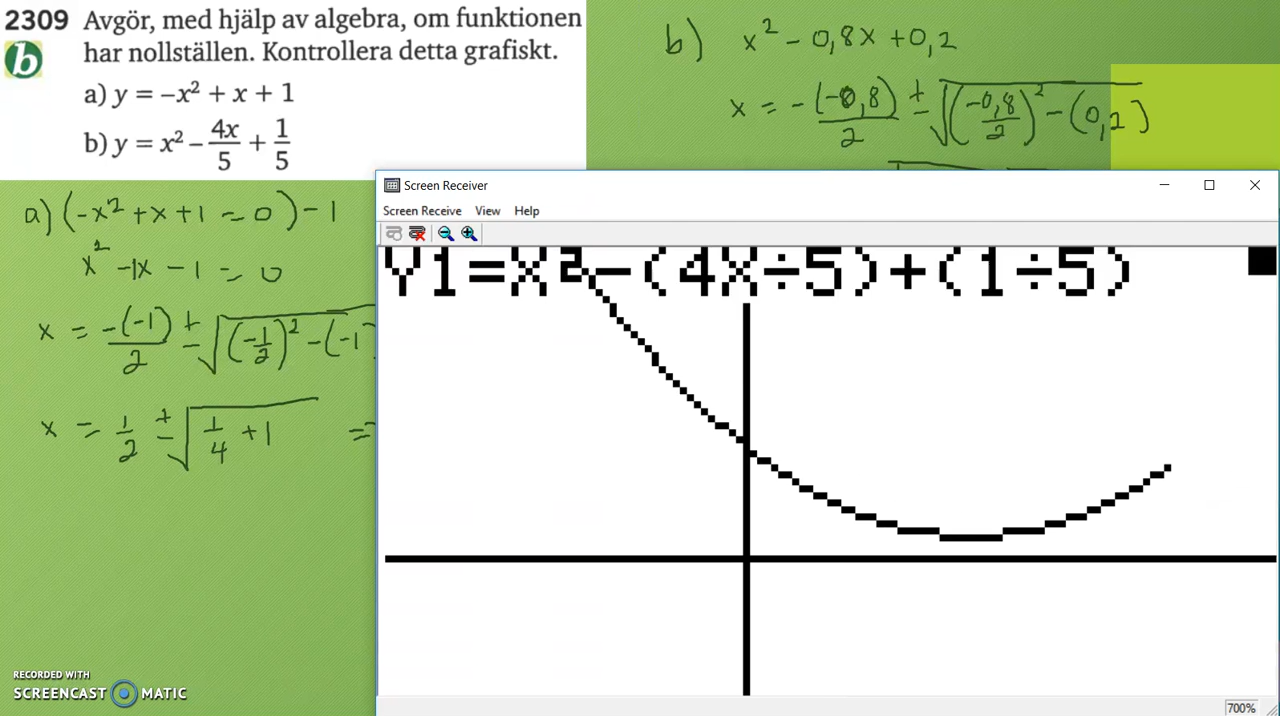 2309 Avgör, med hjälp av algebra, om funktionen
b har nollställen. Kontrollera detta grafiskt.
a) y = –x² + x + 1
b) y = x² – 4x/5 + 1/5
b) x² - 0,8x + 0,2
x = -(-0,8)/2 ± √((-0,8/2)² - (0,2)
a) (-x² + x + 1 = 0) - 1
x² - 1x - 1 = 0
x = -(-1)/2 ± √((-1/2)² - (-1)
x = 1/2 ± √(1/4 + 1) =
Screen Receiver
Screen Receive View Help
Y1=X²-(4X÷5)+(1÷5)
RECORDED WITH
SCREENCAST MATIC
700%